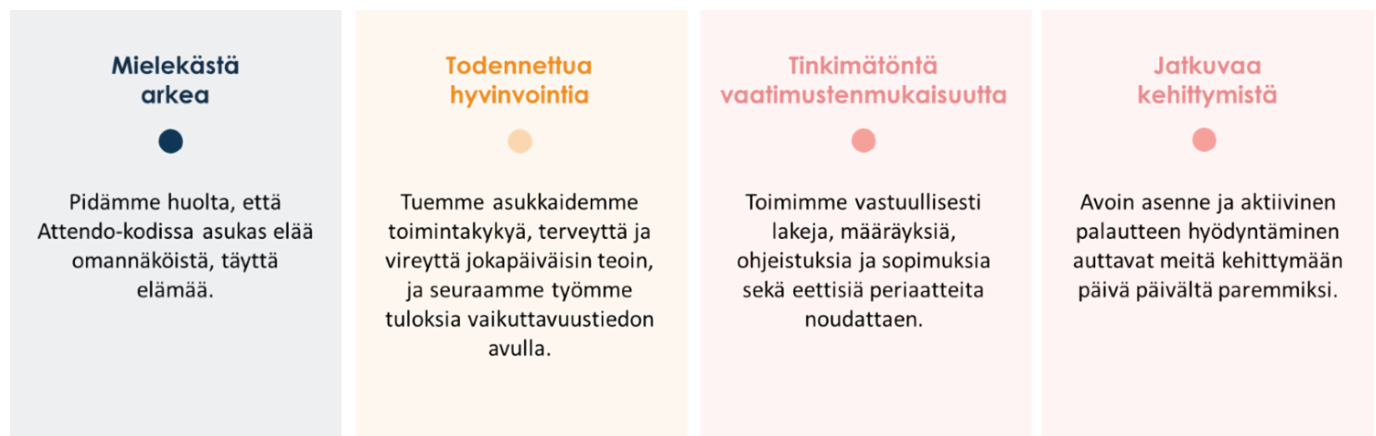 Mielekästä
arkea
Pidämme huolta, että
Attendo-kodissa asukas elää
omannäköistä, täyttä
elämää.
Todennettua
hyvinvointia
Tuemme asukkaidemme
toimintakykyä, terveyttä ja
vireyttä jokapäiväisin teoin,
ja seuraamme työmme
tuloksia vaikuttavuustiedon
avulla.
Tinkimätöntä
vaatimustenmukaisuutta
Toimimme vastuullisesti
lakeja, määräyksiä,
ohjeistuksia ja sopimuksia
sekä eettisiä periaatteita
noudattaen.
Jatkuvaa
kehittymistä
Avoin asenne ja aktiivinen
palautteen hyödyntäminen
auttavat meitä kehittymään
päivä päivältä paremmiksi.